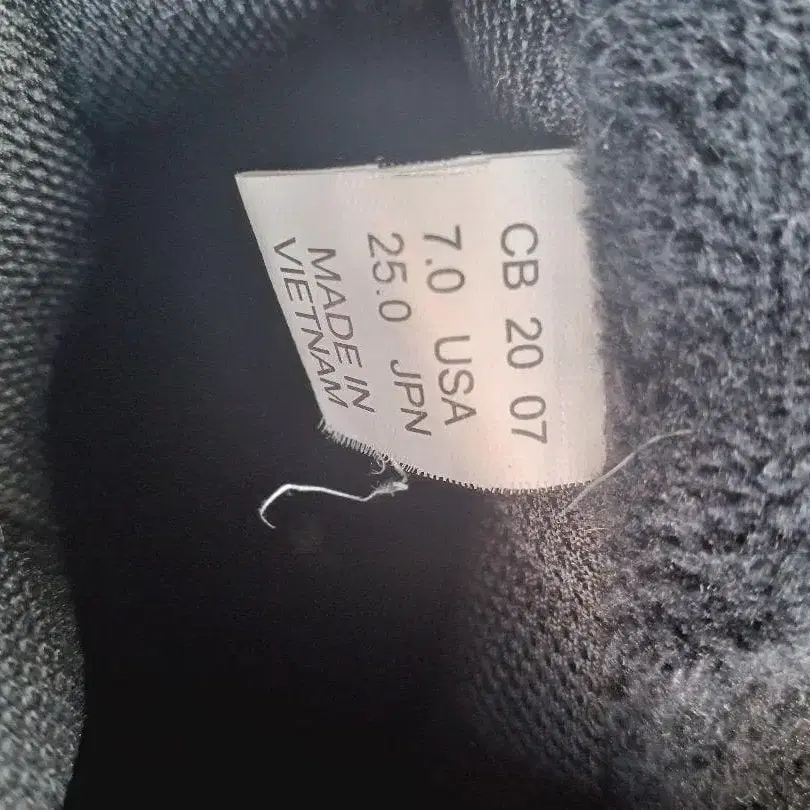 CB 20 07
7.0 USA
25.0 JPN
MADE IN
VIETNAM